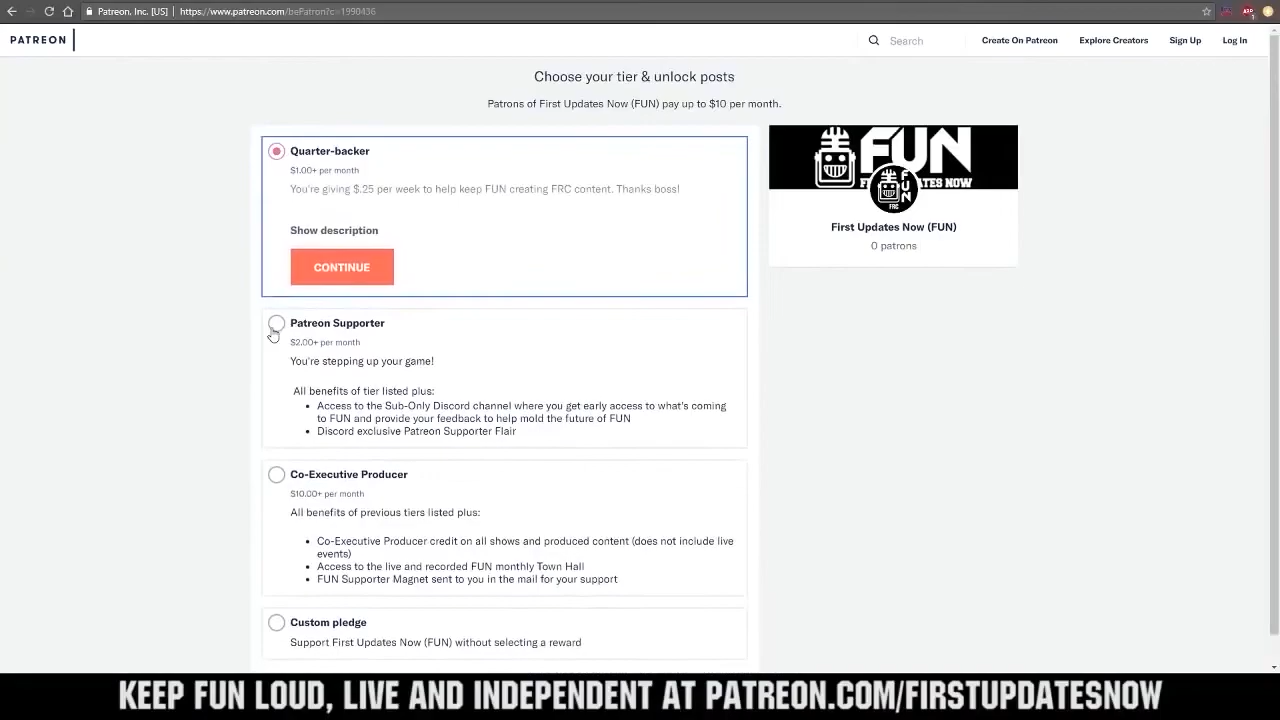 Patreon, Inc. [US] | https://www.patreon.com/bePatron?c=1990436
PATREON
Search
Create On Patreon
Explore Creators
Sign Up
Log In
Choose your tier & unlock posts
Patrons of First Updates Now (FUN) pay up to $10 per month.
Quarter-backer
$1.00+ per month
You're giving $.25 per week to help keep FUN creating FRC content. Thanks boss!
Show description
CONTINUE
FUN
FUN
FRC
First Updates Now (FUN)
0 patrons
Patreon Supporter
$2.00+ per month
You're stepping up your game!
All benefits of tier listed plus:
Access to the Sub-Only Discord channel where you get early access to what's coming
to FUN and provide your feedback to help mold the future of FUN
Discord exclusive Patreon Supporter Flair
Co-Executive Producer
$10.00+ per month
All benefits of previous tiers listed plus:
Co-Executive Producer credit on all shows and produced content (does not include live
events)
Access to the live and recorded FUN monthly Town Hall
FUN Supporter Magnet sent to you in the mail for your support
Custom pledge
Support First Updates Now (FUN) without selecting a reward
KEEP FUN LOUD, LIVE AND INDEPENDENT AT PATREON.COM/FIRSTUPDATESNOW